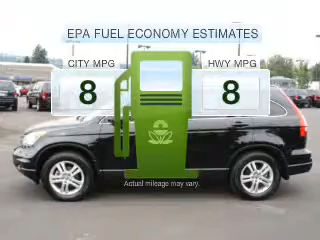 EPA FUEL ECONOMY ESTIMATES
CITY MPG HWY MPG
8 8
Actual mileage may vary.